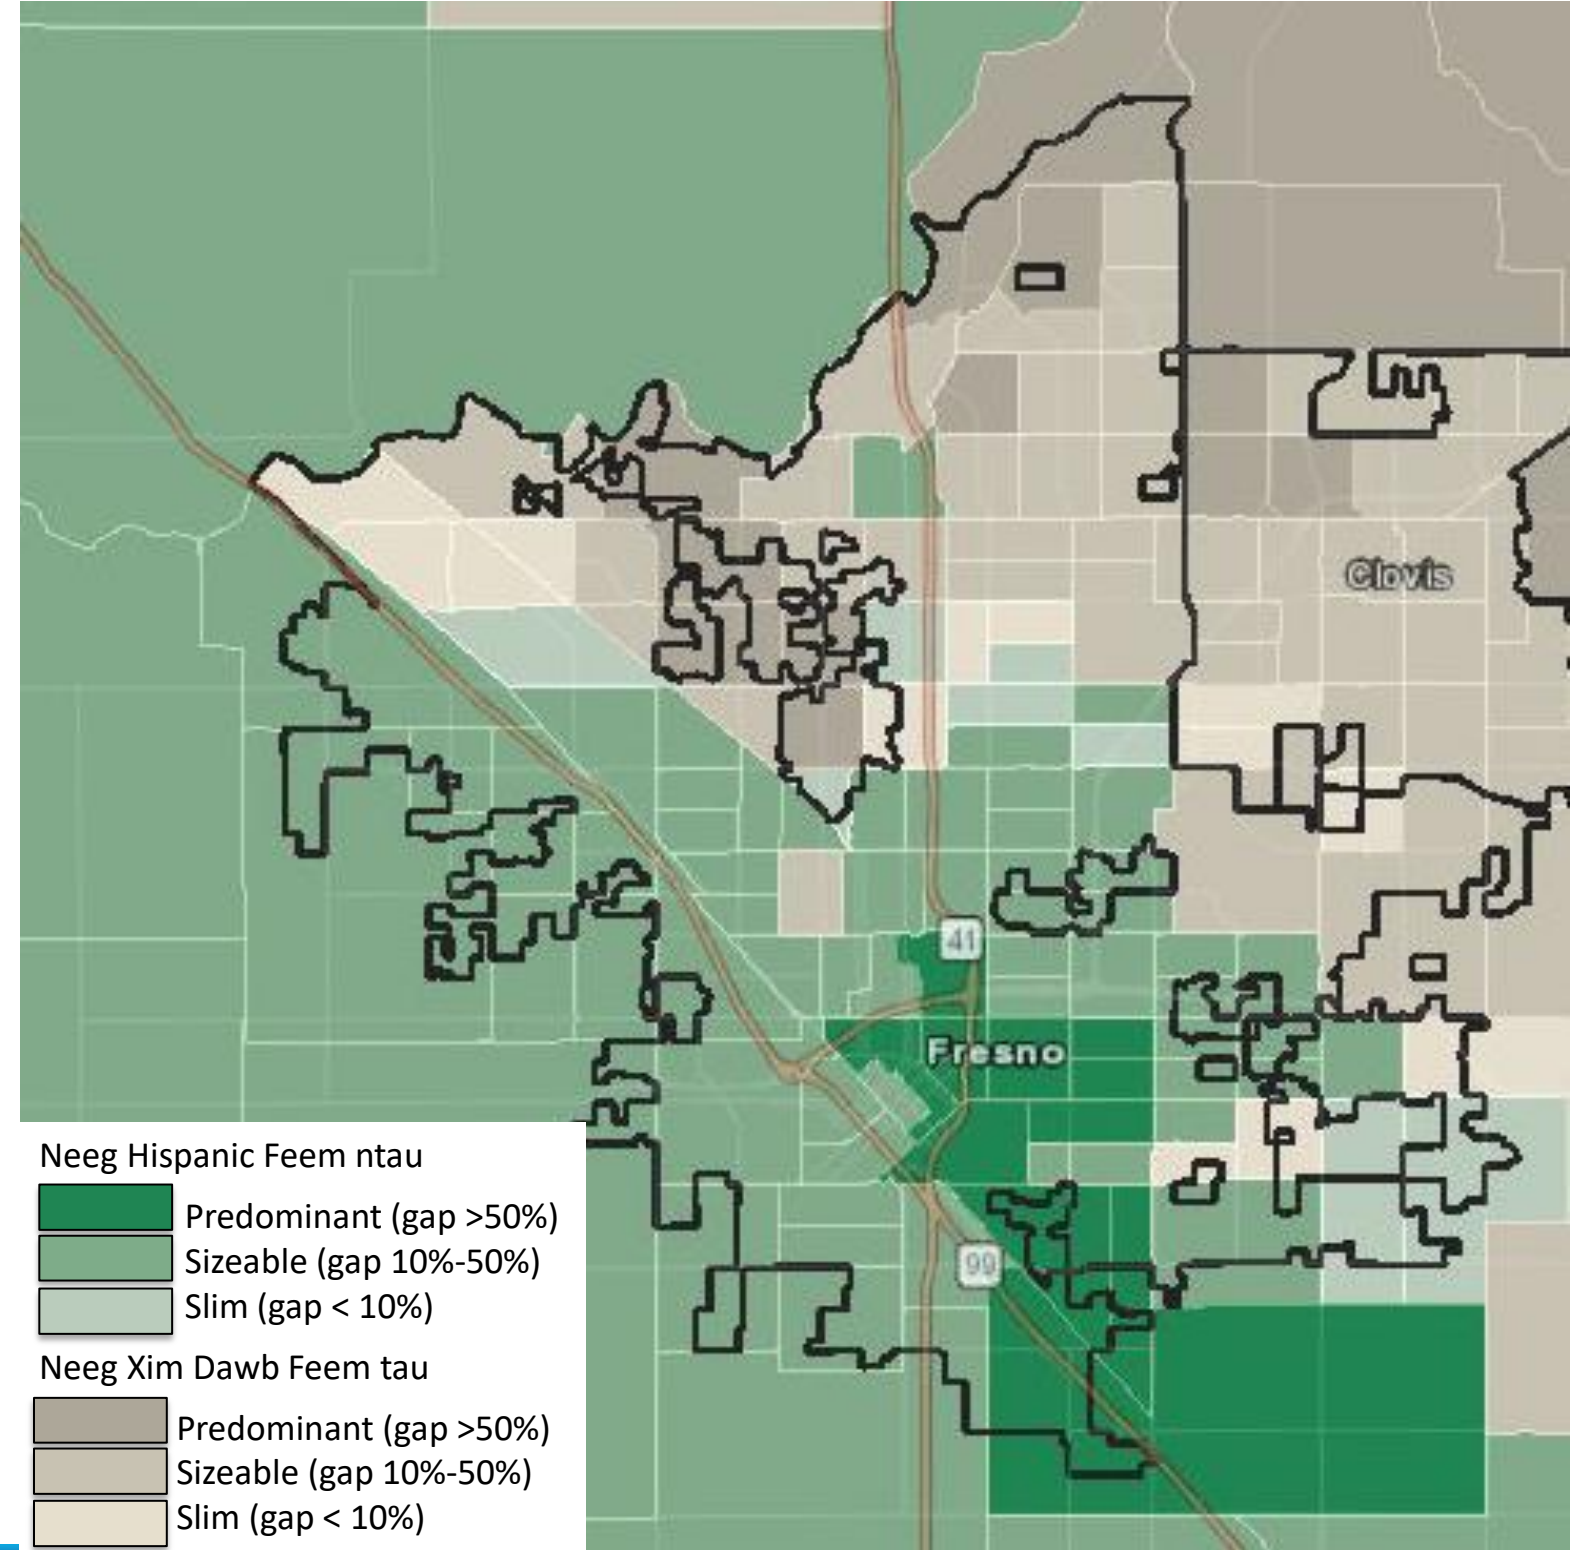 Clovis
41
Fresno
99
Neeg Hispanic Feem ntau
Predominant (gap >50%)
Sizeable (gap 10%-50%)
Slim (gap < 10%)
Neeg Xim Dawb Feem tau
Predominant (gap >50%)
Sizeable (gap 10%-50%)
Slim (gap < 10%)